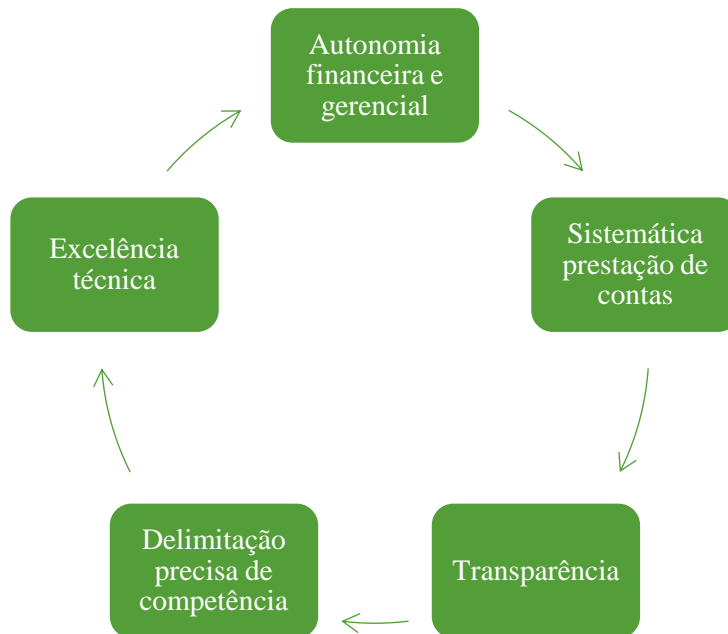 Autonomia
financeira e
gerencial
Sistemática
prestação de
contas
Transparência
Delimitação
precisa de
competência
Excelência
técnica